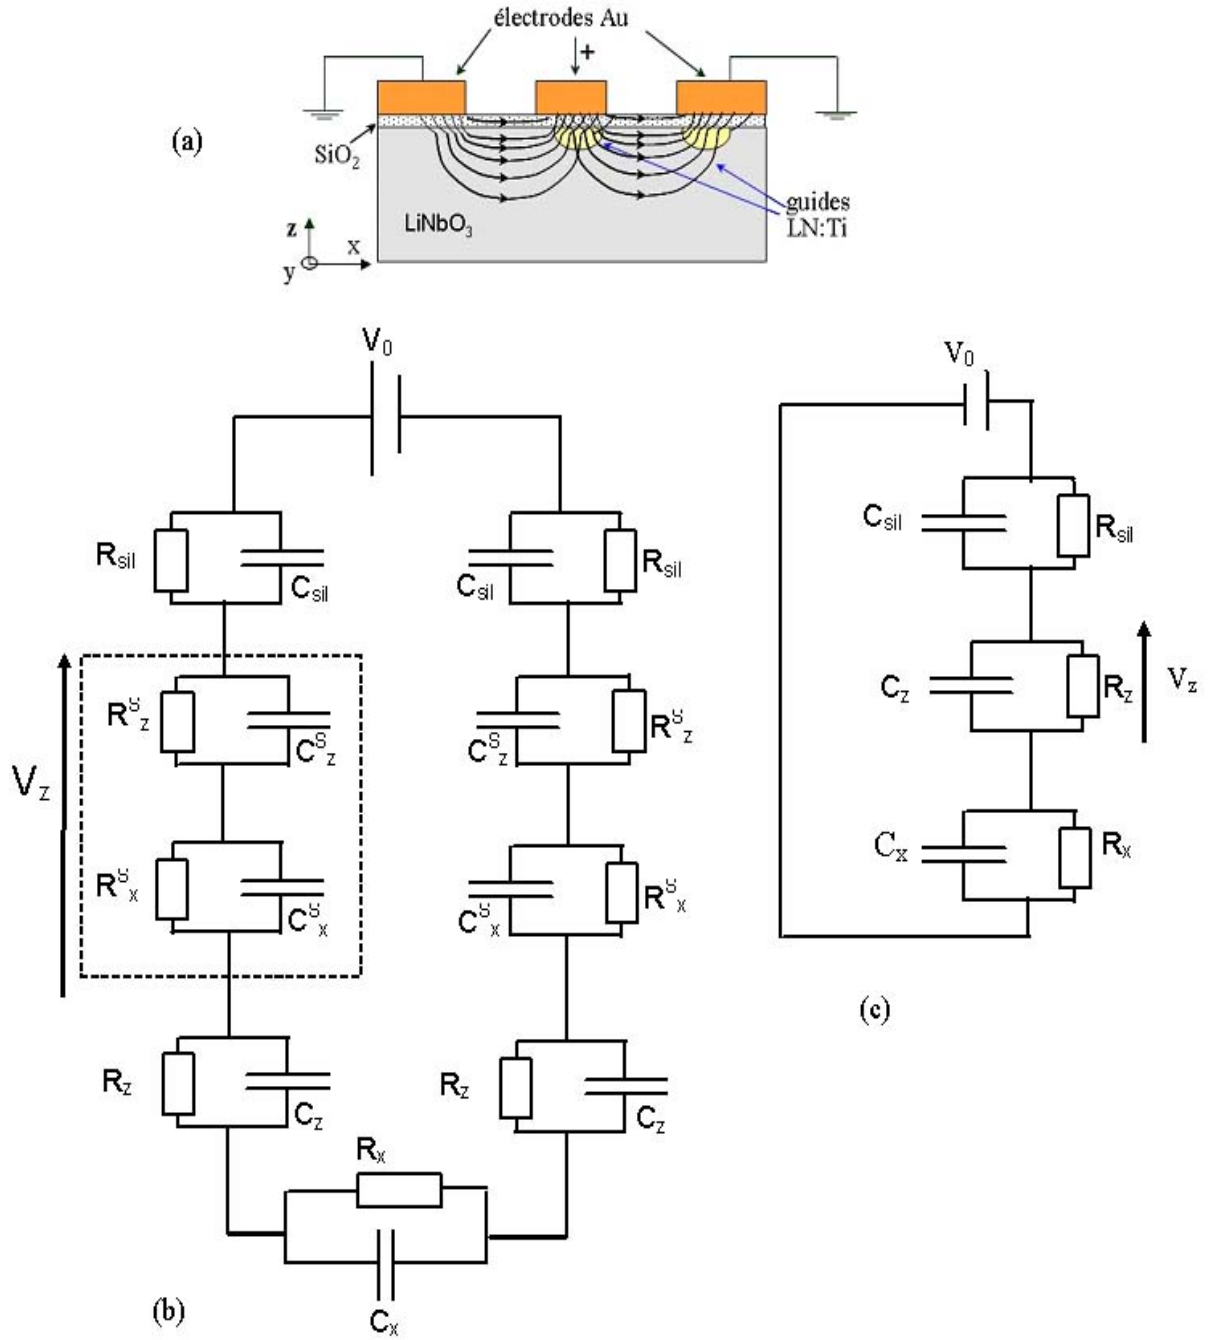 électrodes Au
+
(a)
SiO₂
guides
LN:Ti
LiNbO₃
z
x
y
V₀
V₀
Rsil
Csil
Csil
Rsil
Csil
Rsil
Vz
Rˢz
Cˢz
Cˢz
Rˢz
Cz
Rz
Vz
Rˢx
Cˢx
Cˢx
Rˢx
Cx
Rx
(c)
Rz
Cz
Rz
Cz
Rx
Cx
(b)